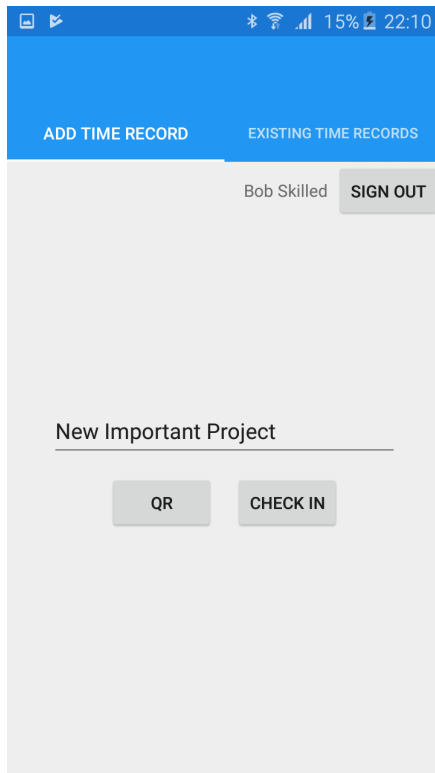 15% 22:10
ADD TIME RECORD EXISTING TIME RECORDS
Bob Skilled SIGN OUT
New Important Project
QR CHECK IN